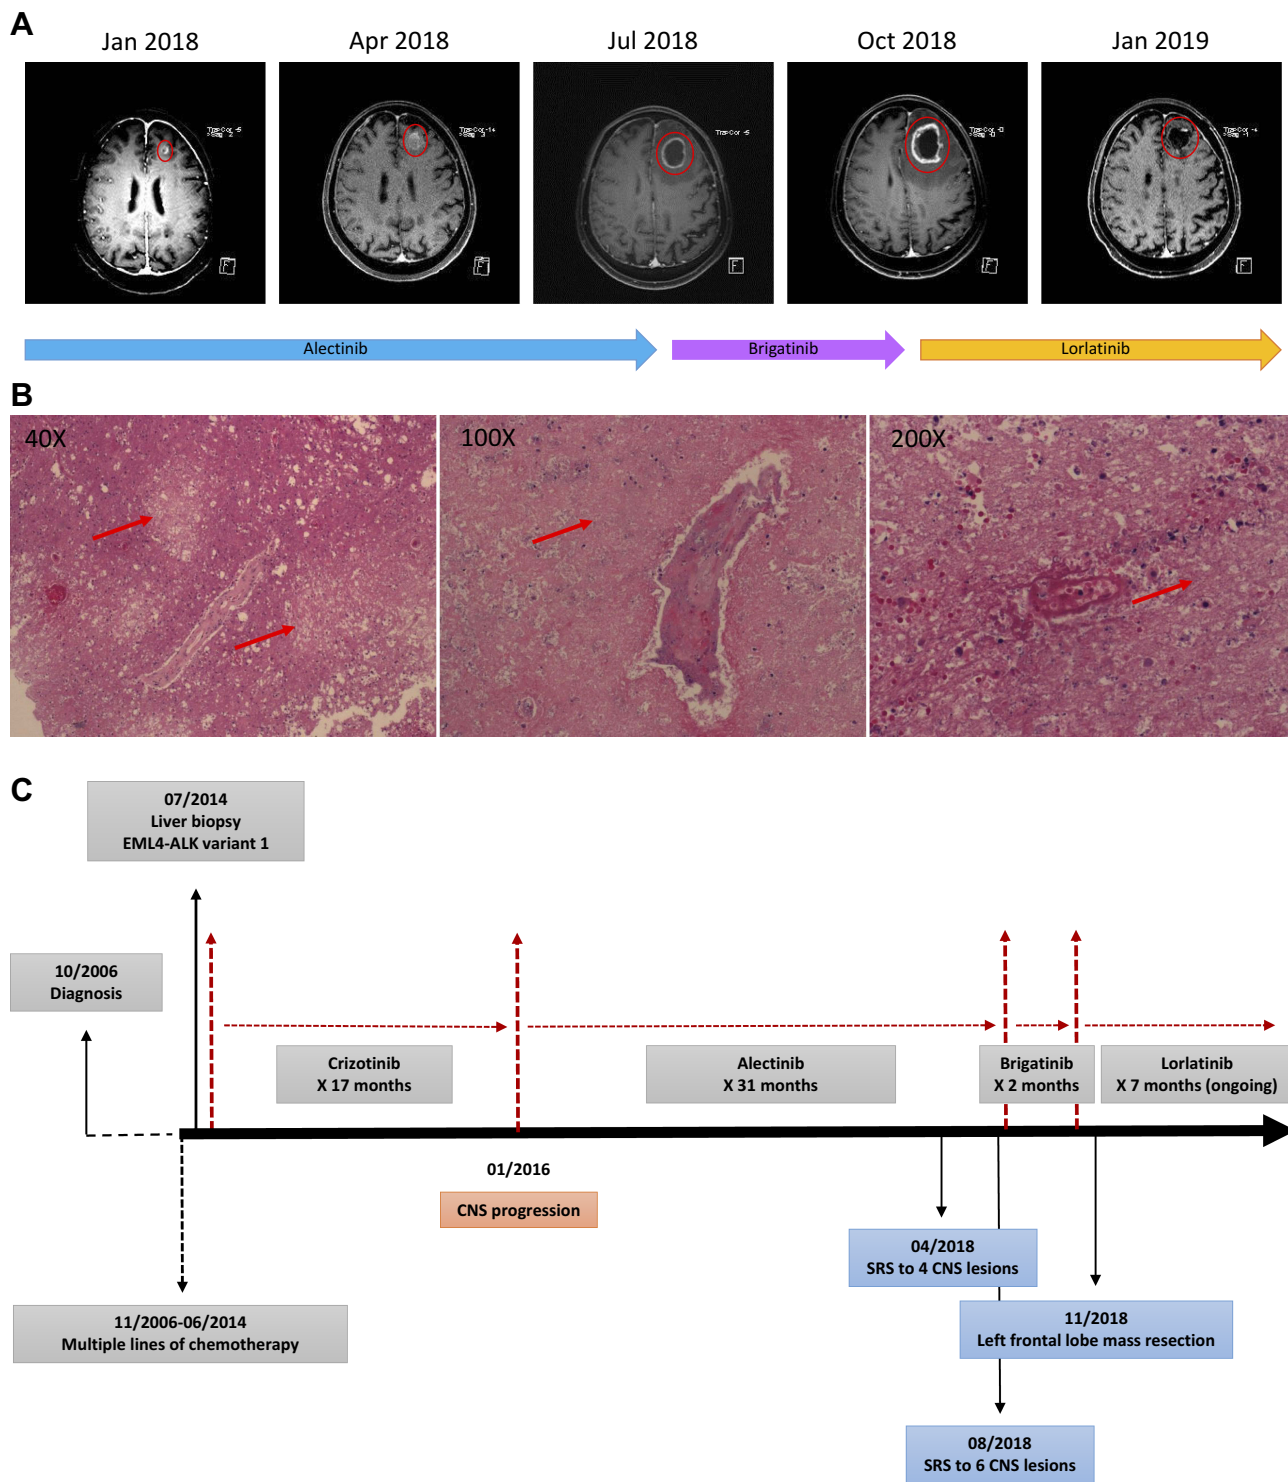 A
Jan 2018
Apr 2018
Jul 2018
Oct 2018
Jan 2019
F
F
F
F
F
Alectinib
Brigatinib
Lorlatinib
B
40X
100X
200X
C
07/2014
Liver biopsy
EML4-ALK variant 1
10/2006
Diagnosis
Crizotinib
X 17 months
Alectinib
X 31 months
Brigatinib
X 2 months
Lorlatinib
X 7 months (ongoing)
01/2016
CNS progression
04/2018
SRS to 4 CNS lesions
11/2006-06/2014
Multiple lines of chemotherapy
11/2018
Left frontal lobe mass resection
08/2018
SRS to 6 CNS lesions